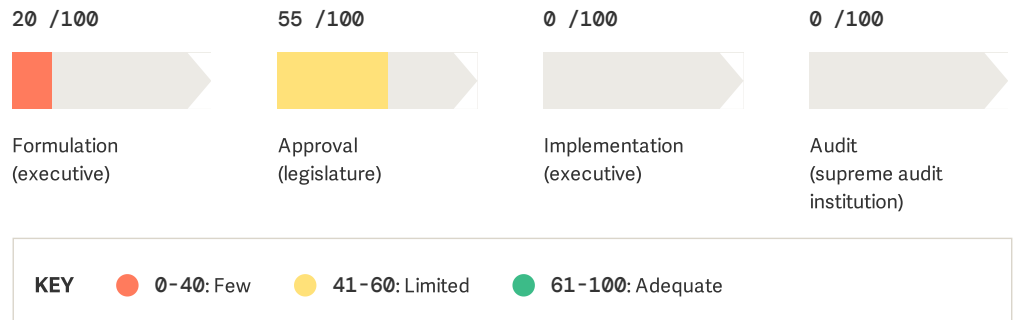 20 /100
55 /100
0 /100
0 /100
Formulation
(executive)
Approval
(legislature)
Implementation
(executive)
Audit
(supreme audit
institution)
KEY
0-40: Few
41-60: Limited
61-100: Adequate